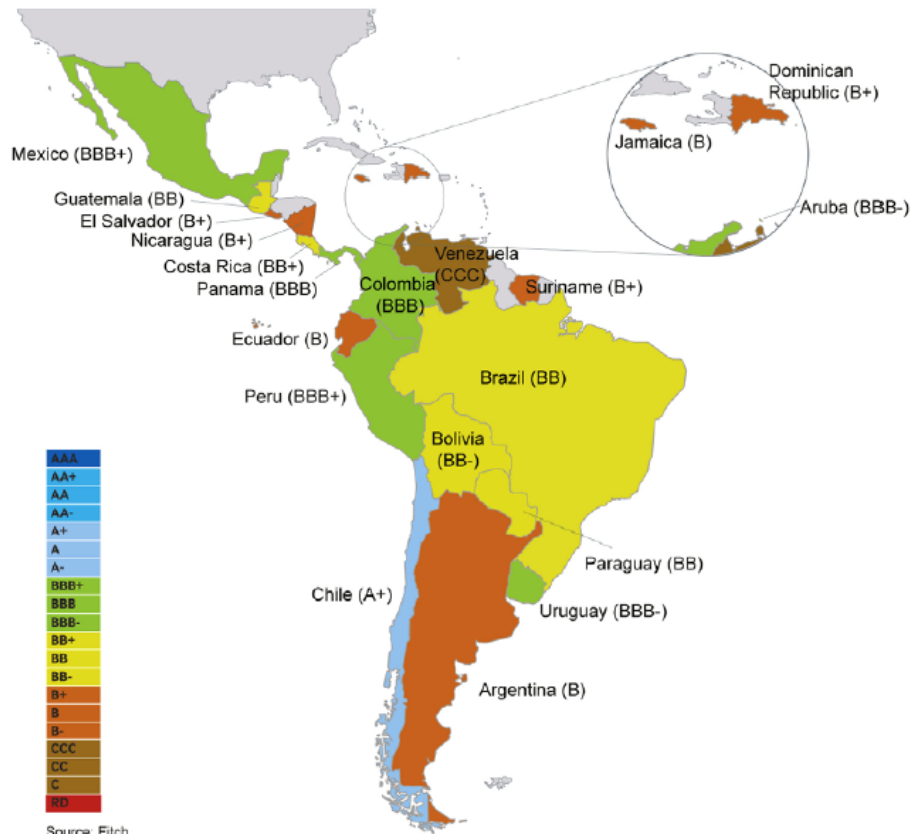 Dominican
Republic (B+)
Jamaica (B)
Mexico (BBB+)
Aruba (BBB-)
Guatemala (BB)
El Salvador (B+)
Nicaragua (B+)
Costa Rica (BB+)
Panama (BBB)
Venezuela
(CCC)
Colombia
(BBB)
Suriname (B+)
Ecuador (B)
Brazil (BB)
Peru (BBB+)
Bolivia
(BB-)
Paraguay (BB)
Chile (A+)
Uruguay (BBB-)
Argentina (B)
AAA
AA+
AA
AA-
A+
A
A-
BBB+
BBB
BBB-
BB+
BB
BB-
B+
B
B-
CCC
CC
C
RD
Source: Fitch